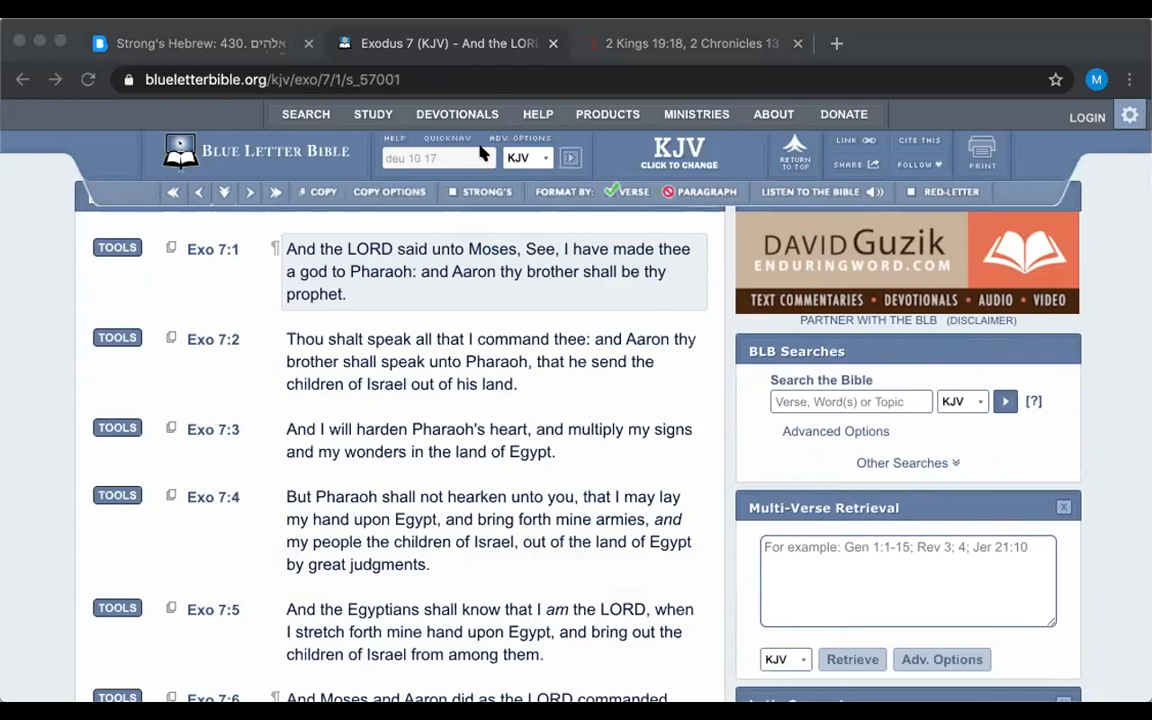 Strong's Hebrew: 430. אלהים
Exodus 7 (KJV) - And the LOR
2 Kings 19:18, 2 Chronicles 13
blueletterbible.org/kjv/exo/7/1/s_57001
M
SEARCH STUDY DEVOTIONALS HELP PRODUCTS MINISTRIES ABOUT DONATE
LOGIN
BLUE LETTER BIBLE
HELP QUICKNAV ADV. OPTIONS
deu 10 17
KJV
KJV
CLICK TO CHANGE
RETURN
TO TOP
LINK CITE THIS
SHARE FOLLOW
PRINT
COPY COPY OPTIONS STRONG'S FORMAT BY: VERSE PARAGRAPH LISTEN TO THE BIBLE RED-LETTER
TOOLS Exo 7:1 ¶ And the LORD said unto Moses, See, I have made thee
a god to Pharaoh: and Aaron thy brother shall be thy
prophet.
TOOLS Exo 7:2 Thou shalt speak all that I command thee: and Aaron thy
brother shall speak unto Pharaoh, that he send the
children of Israel out of his land.
TOOLS Exo 7:3 And I will harden Pharaoh's heart, and multiply my signs
and my wonders in the land of Egypt.
TOOLS Exo 7:4 But Pharaoh shall not hearken unto you, that I may lay
my hand upon Egypt, and bring forth mine armies, and
my people the children of Israel, out of the land of Egypt
by great judgments.
TOOLS Exo 7:5 And the Egyptians shall know that I am the LORD, when
I stretch forth mine hand upon Egypt, and bring out the
children of Israel from among them.
TOOLS Exo 7:6 ¶ And Moses and Aaron did as the LORD commanded
DAVID GUZIK
ENDURINGWORD.COM
TEXT COMMENTARIES • DEVOTIONALS • AUDIO • VIDEO
PARTNER WITH THE BLB (DISCLAIMER)
BLB Searches
Search the Bible
Verse, Word(s) or Topic KJV [?]
Advanced Options
Other Searches
Multi-Verse Retrieval X
For example: Gen 1:1-15; Rev 3; 4; Jer 21:10
KJV Retrieve Adv. Options